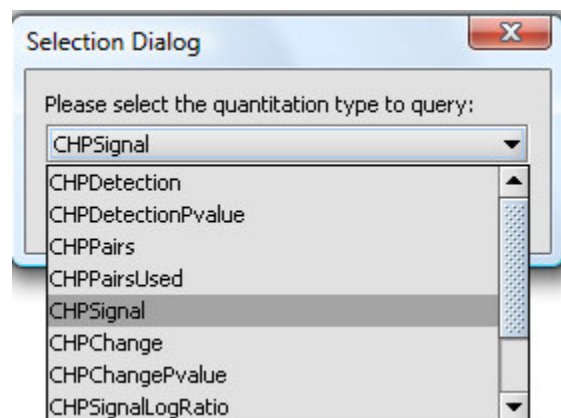 Selection Dialog
Please select the quantitation type to query:
CHPSignal
CHPDetection
CHPDetectionPvalue
CHPPairs
CHPPairsUsed
CHPSignal
CHPChange
CHPChangePvalue
CHPSignalLogRatio